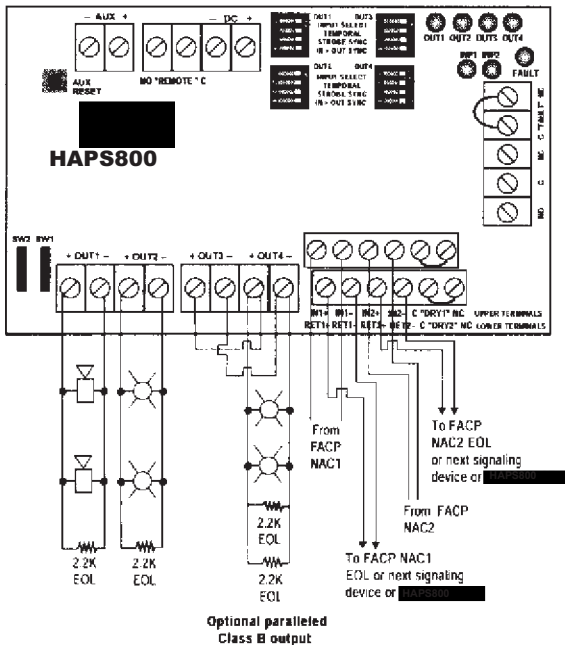 − AUX +
− DC +
NO "REMOTE" C
AUX
RESET
OUT1 OUT3
INPUT SELECT
TEMPORAL
STROBE SYNC
IN > OUT SYNC
OUT2 OUT4
INPUT SELECT
TEMPORAL
STROBE SYNC
IN > OUT SYNC
OUT1 OUT2 OUT3 OUT4
INP1 INP2
FAULT
C "FAULT" NC
NC
C
NO
HAPS800
SW2 SW1
+ OUT1 − + OUT2 −
+ OUT3 − + OUT4 −
IN1+ IN1− IN2+ IN2− C "DRY1" NC UPPER TERMINALS
RET1+ RET1− RET2+ RET2− C "DRY2" NC LOWER TERMINALS
From
FACP
NAC1
To FACP
NAC2 EOL
or next signaling
device or HAPS800
From FACP
NAC2
To FACP NAC1
EOL or next signaling
device or HAPS800
2.2K
EOL
2.2K
EOL
2.2K
EOL
2.2K
EOL
Optional paralleled
Class B output